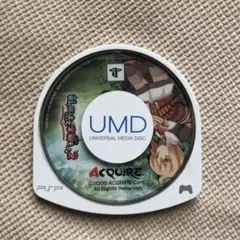 UMD
UNIVERSAL MEDIA DISC
ACQUIRE
©2009 ACQUIRE Corp.
All Rights Reserved.
PSP